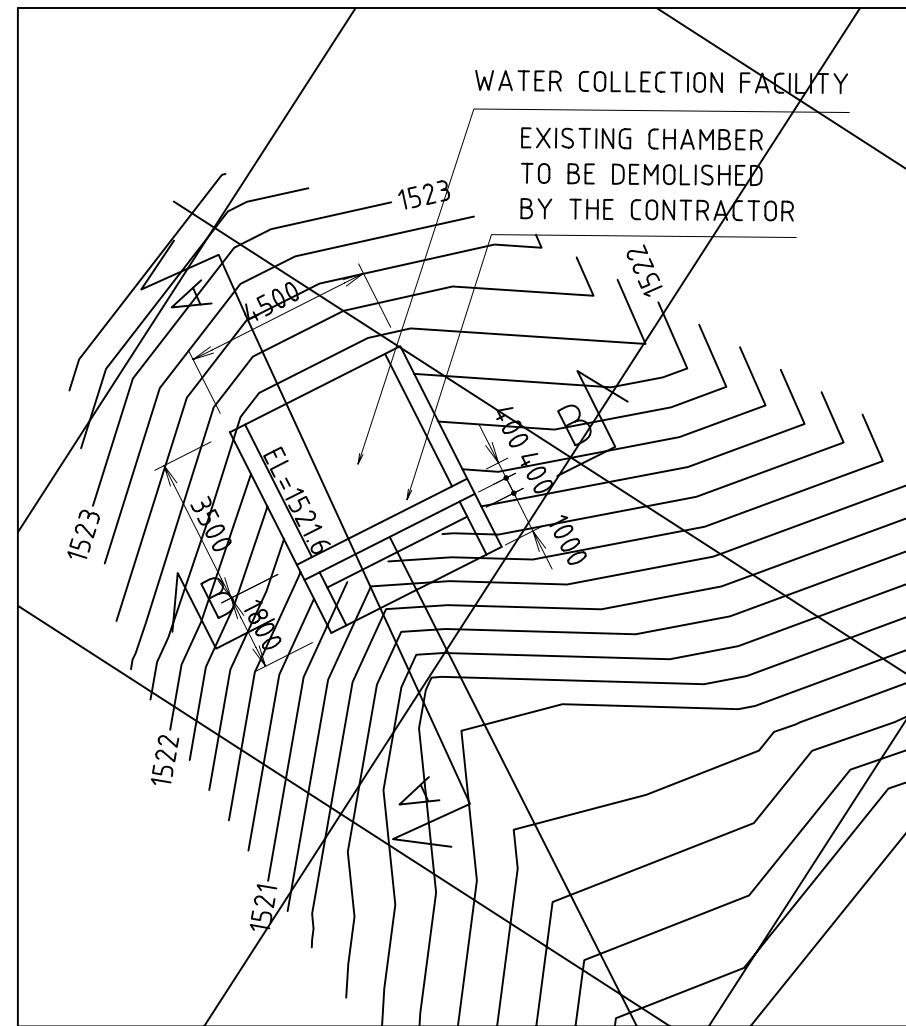 WATER COLLECTION FACILITY
EXISTING CHAMBER
TO BE DEMOLISHED
BY THE CONTRACTOR
1523
1522
A
4500
B
400
400
1000
EL=1521.6
3500
1523
B
1800
1522
A
1521